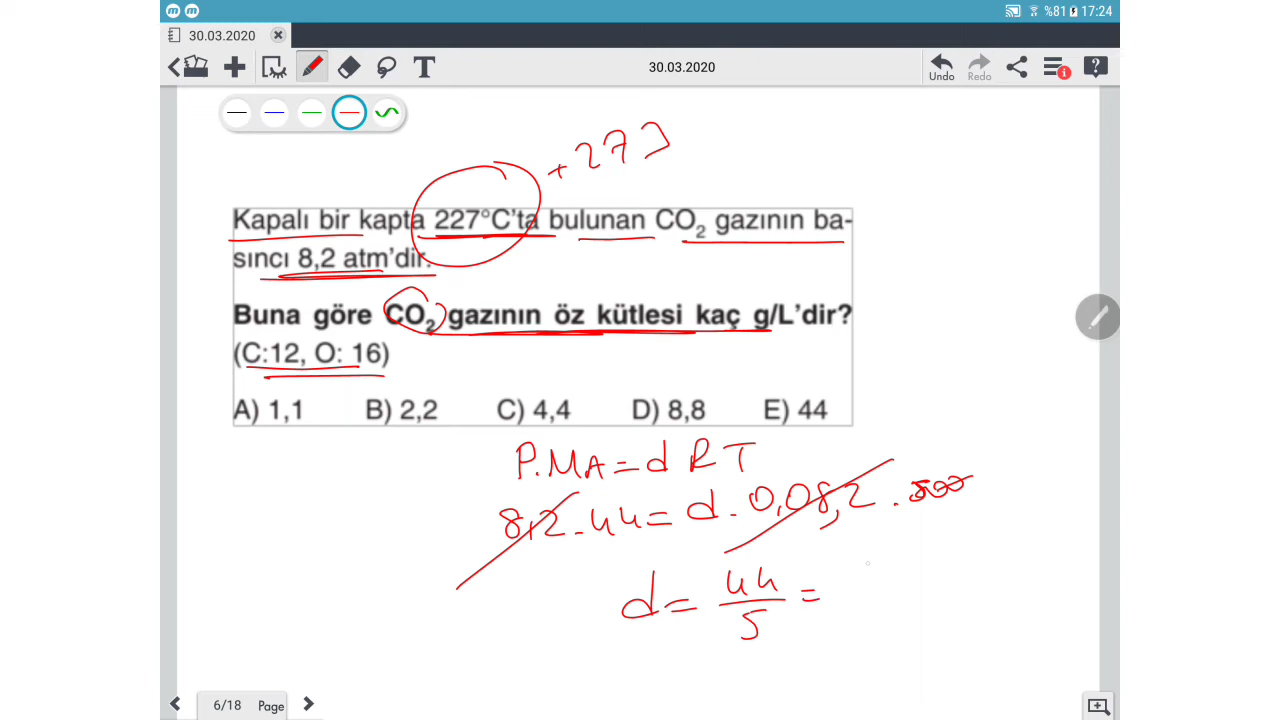 %81 17:24
30.03.2020
30.03.2020
Undo
Redo
+273
Kapalı bir kapta 227°C'ta bulunan CO₂ gazının ba-
sıncı 8,2 atm'dir.
Buna göre CO₂ gazının öz kütlesi kaç g/L'dir?
(C:12, O: 16)
A) 1,1 B) 2,2 C) 4,4 D) 8,8 E) 44
P.MA = d R T
8,2 . 44 = d . 0,08,2 . 500
d = 44/5 =
6/18 Page